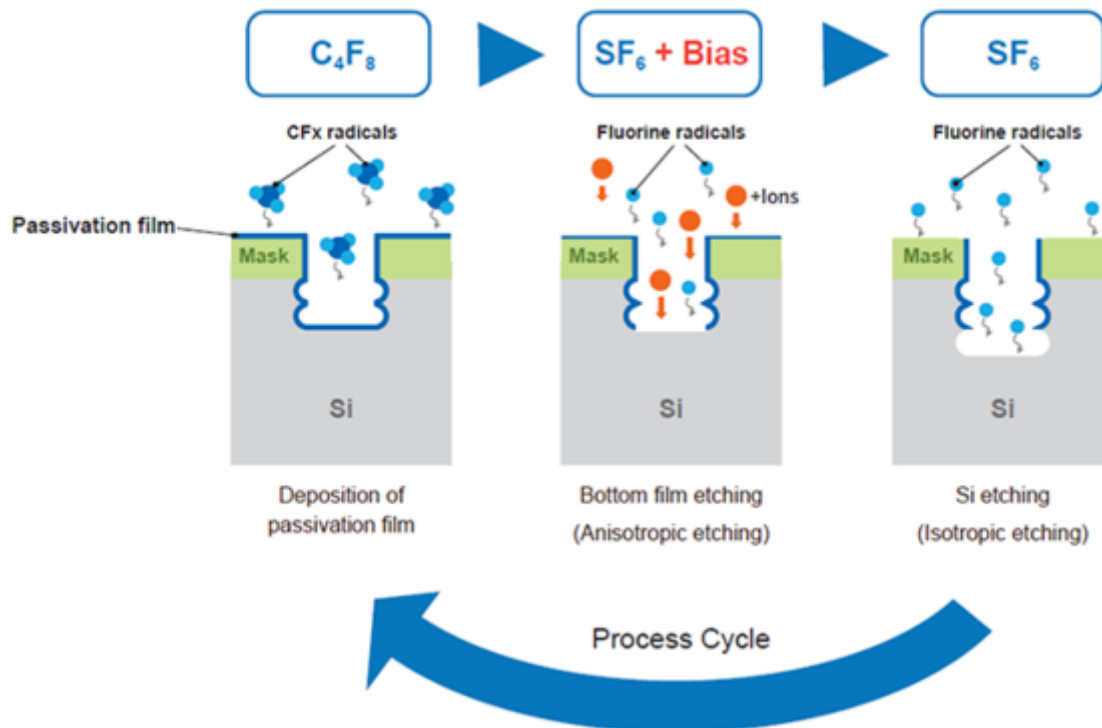 C₄F₈
SF₆ + Bias
SF₆
CFx radicals
Fluorine radicals
Fluorine radicals
+Ions
Passivation film
Mask
Mask
Mask
Si
Si
Si
Deposition of
passivation film
Bottom film etching
(Anisotropic etching)
Si etching
(Isotropic etching)
Process Cycle